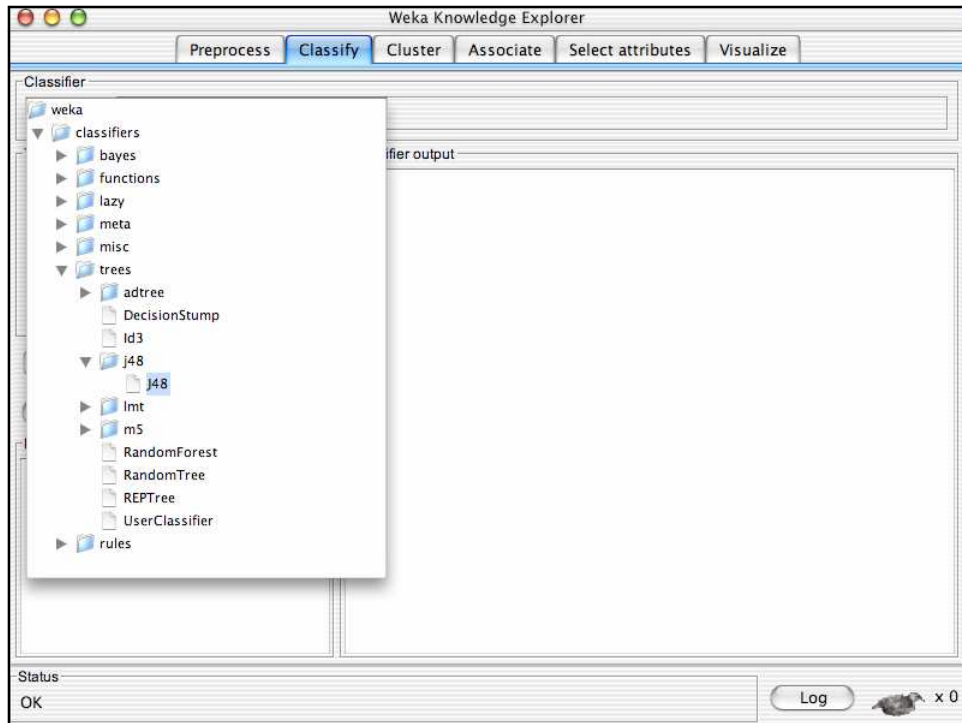 Weka Knowledge Explorer
Preprocess Classify Cluster Associate Select attributes Visualize
Classifier
weka
classifiers
bayes
functions
lazy
meta
misc
trees
adtree
DecisionStump
Id3
j48
J48
lmt
m5
RandomForest
RandomTree
REPTree
UserClassifier
rules
output
Status
OK
Log
x 0